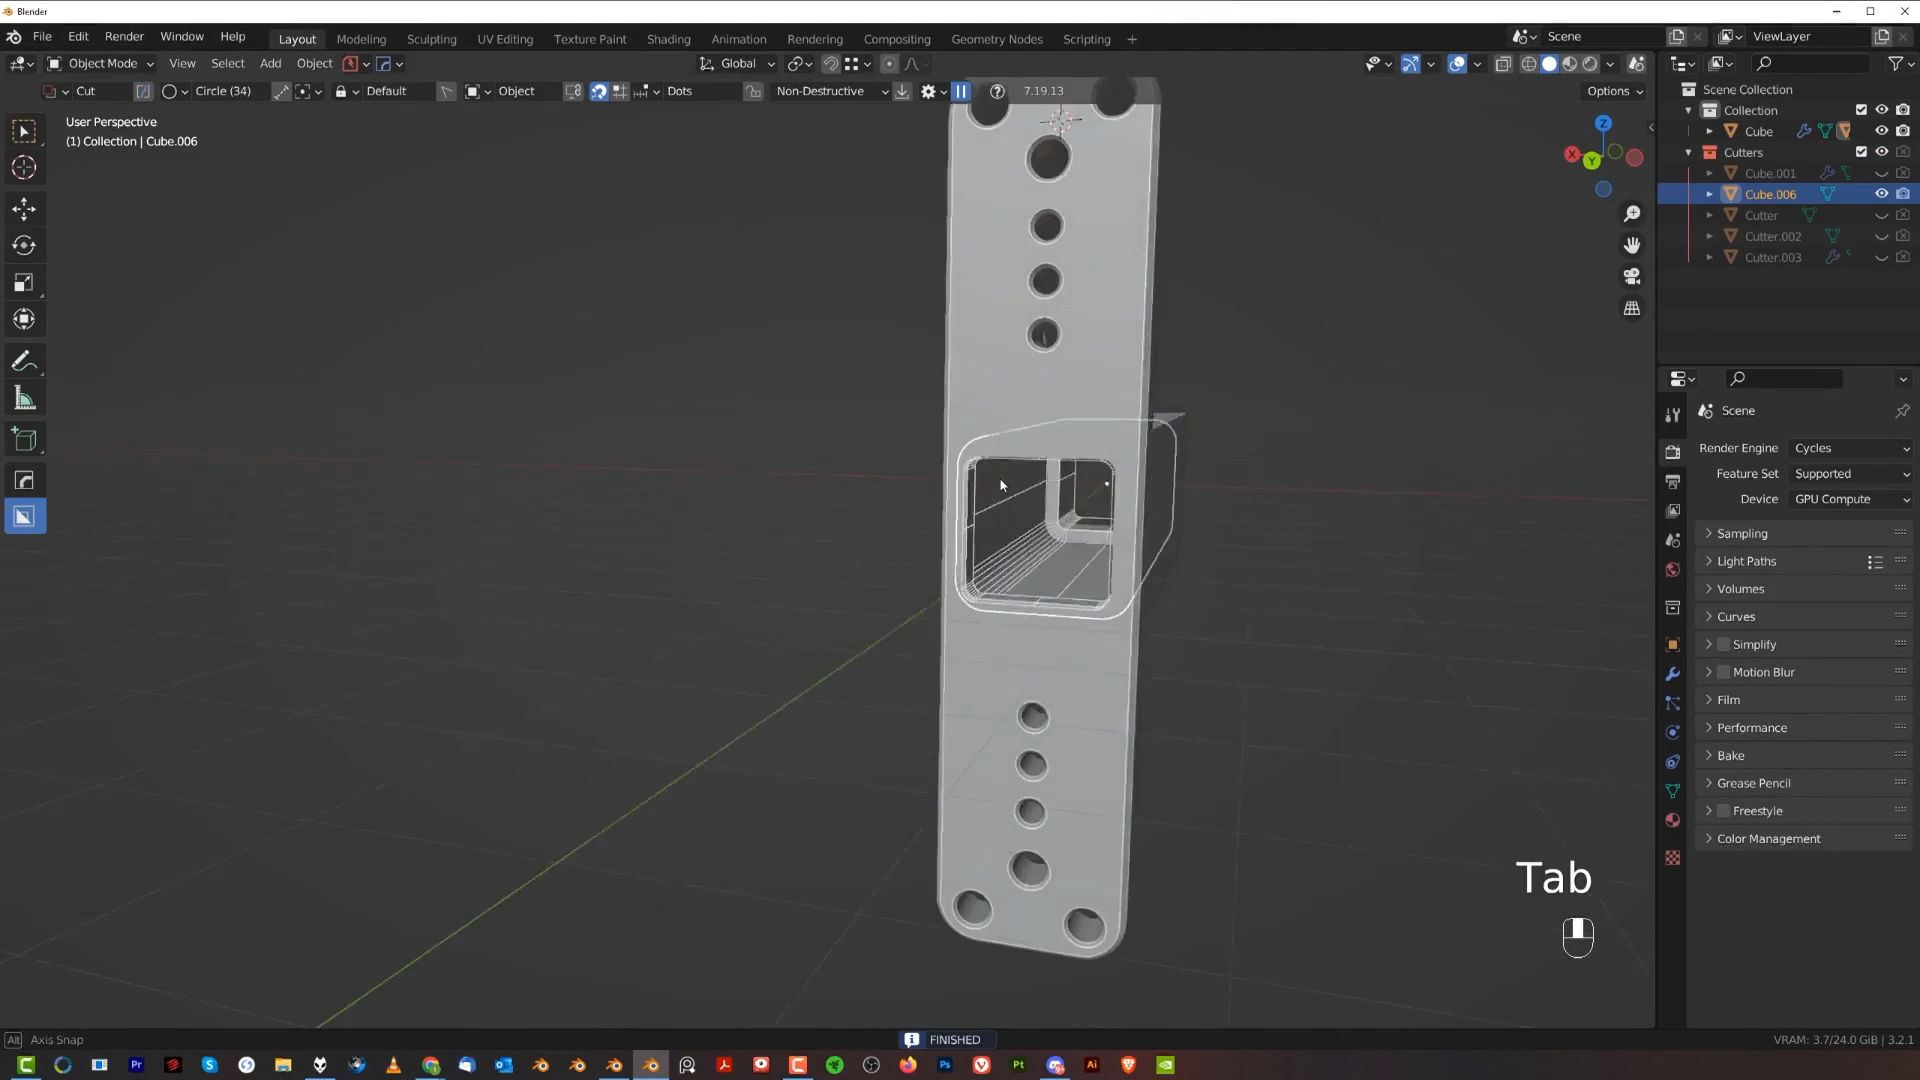 Blender
File Edit Render Window Help Layout Modeling Sculpting UV Editing Texture Paint Shading Animation Rendering Compositing Geometry Nodes Scripting + Scene ViewLayer
Object Mode View Select Add Object Global
Cut Circle (34) Default Object Dots Non-Destructive 7.19.13 Options
User Perspective
(1) Collection | Cube.006
Z
X
Y
Scene Collection
Collection
Cube
Cutters
Cube.001
Cube.006
Cutter
Cutter.002
Cutter.003
Scene
Render Engine Cycles
Feature Set Supported
Device GPU Compute
Sampling
Light Paths
Volumes
Curves
Simplify
Motion Blur
Film
Performance
Bake
Grease Pencil
Freestyle
Color Management
Tab
Alt Axis Snap FINISHED VRAM: 3.7/24.0 GiB | 3.2.1
Pr S Ps Pt Ai